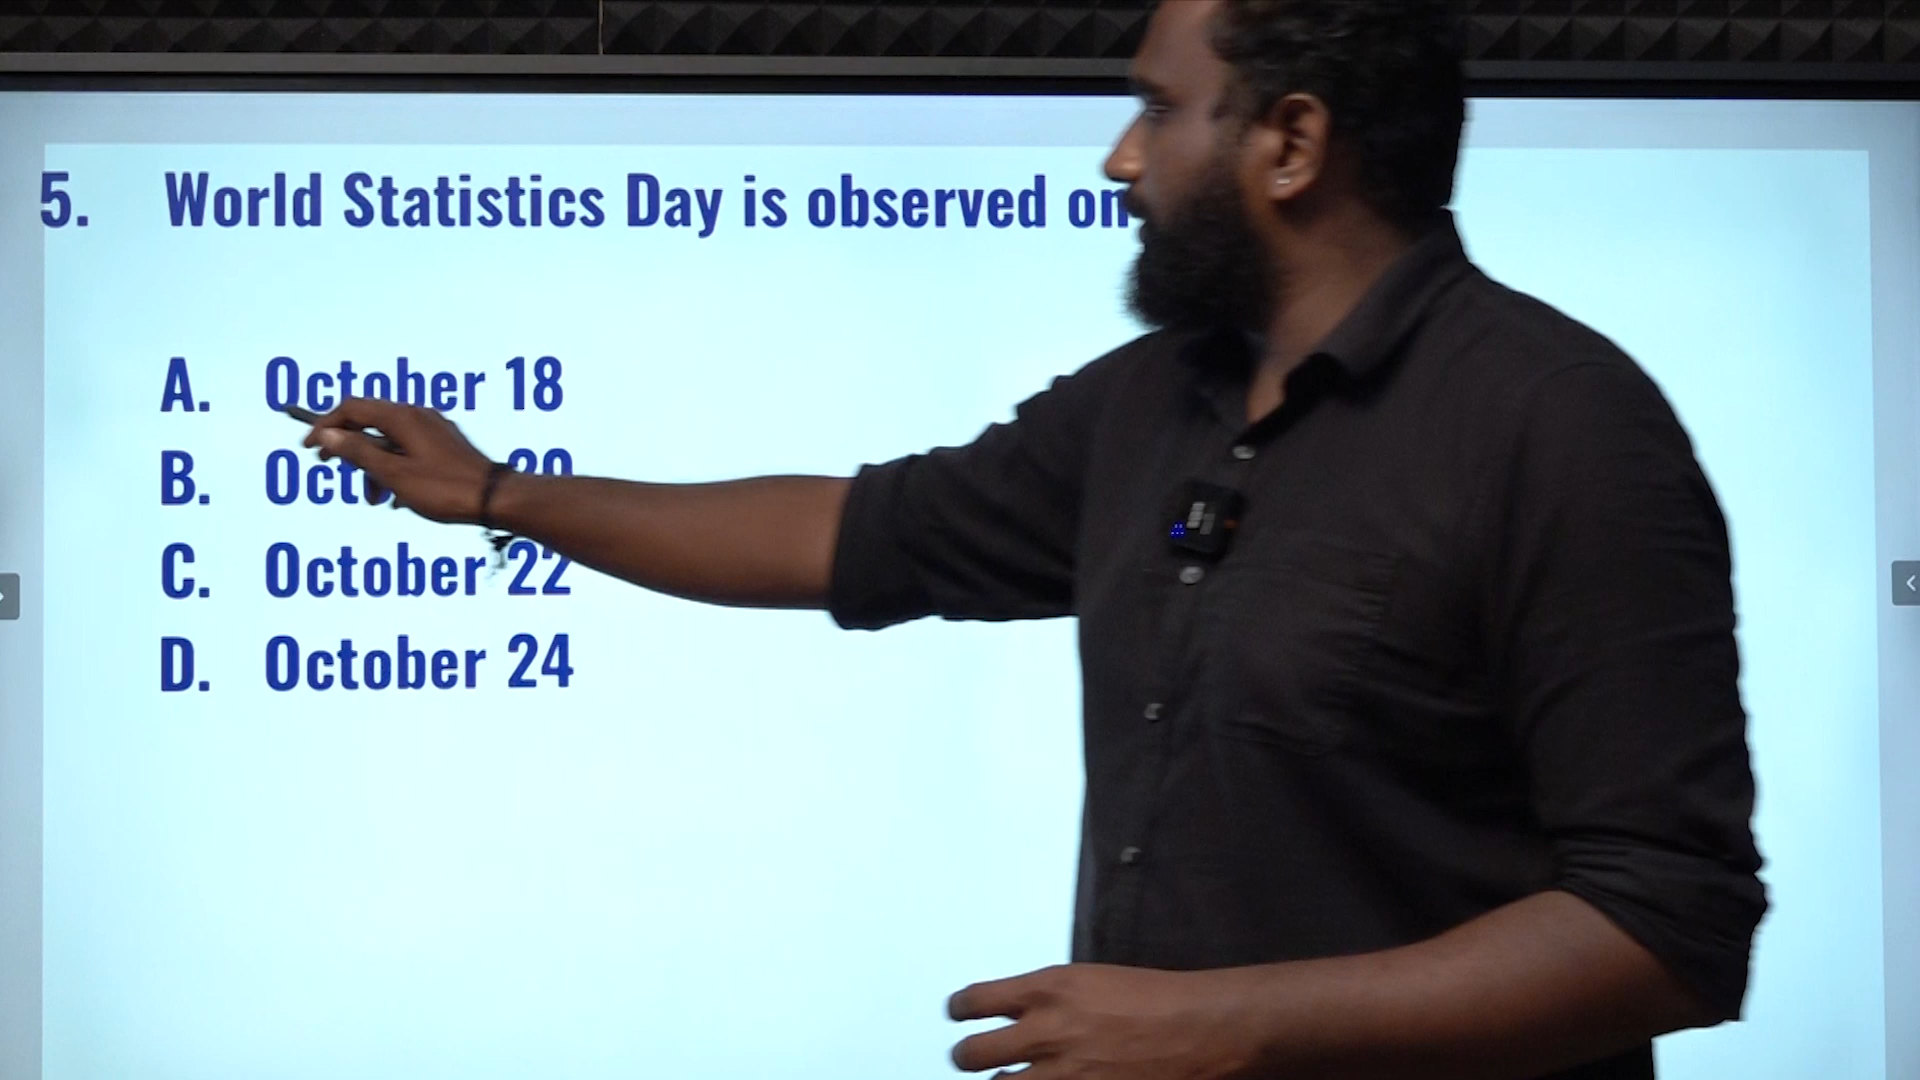 5. World Statistics Day is observed on
A. October 18
B.
C. October 22
D. October 24